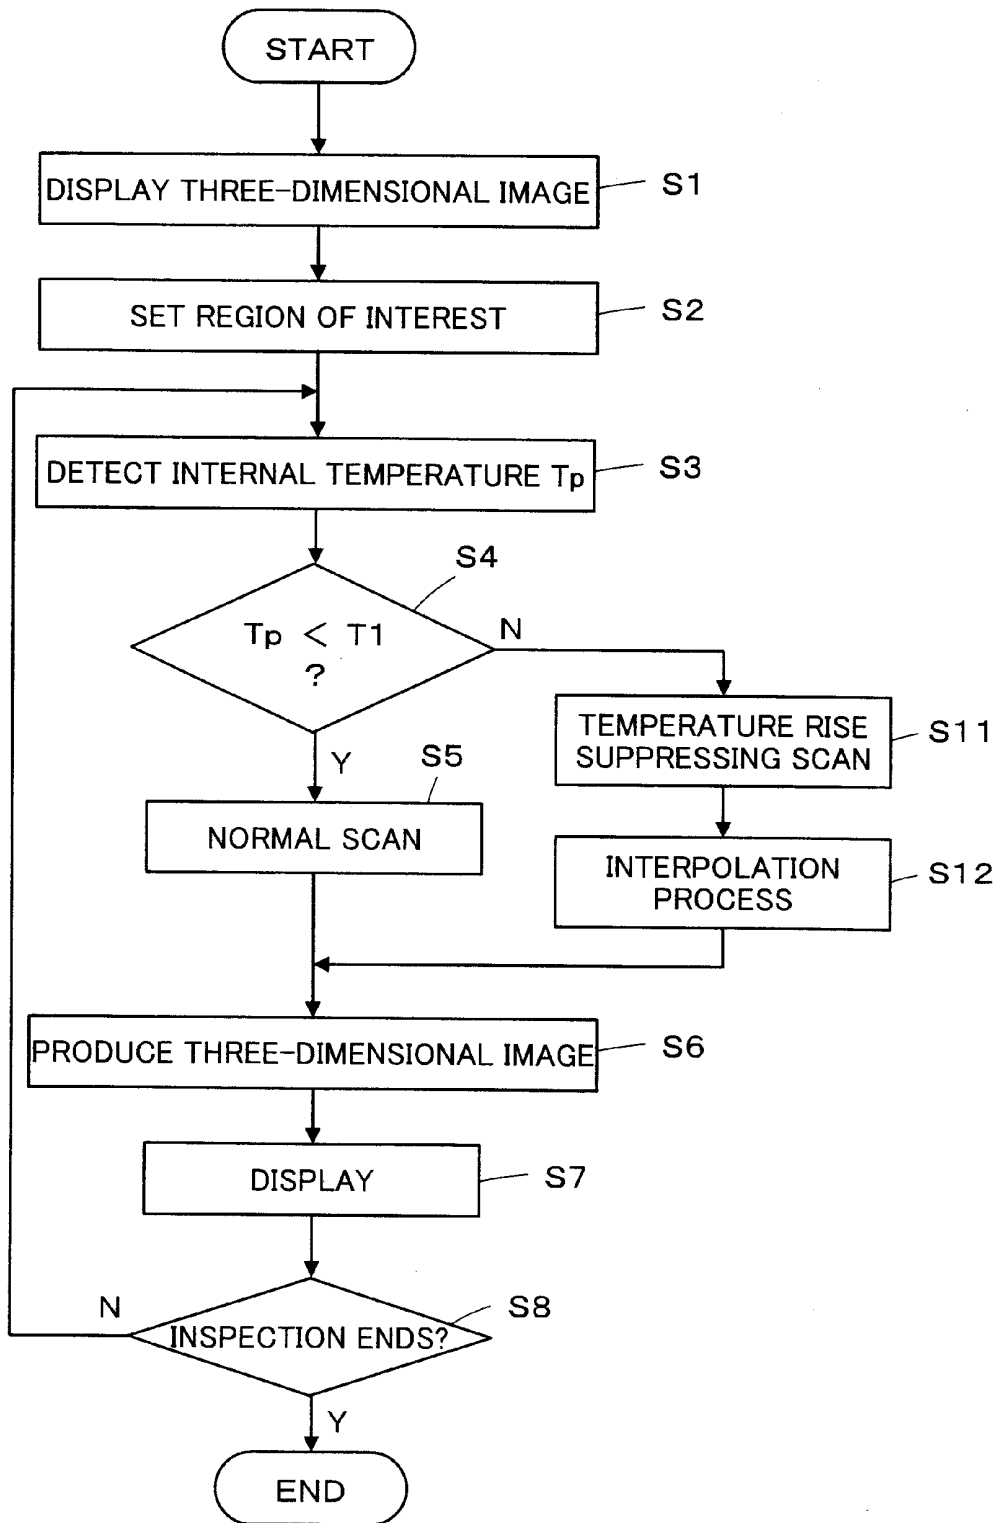 START
DISPLAY THREE-DIMENSIONAL IMAGE
S1
SET REGION OF INTEREST
S2
DETECT INTERNAL TEMPERATURE Tp
S3
S4
Tp < T1
?
N
Y
TEMPERATURE RISE
SUPPRESSING SCAN
S11
S5
NORMAL SCAN
INTERPOLATION
PROCESS
S12
PRODUCE THREE-DIMENSIONAL IMAGE
S6
DISPLAY
S7
N
S8
INSPECTION ENDS?
Y
END